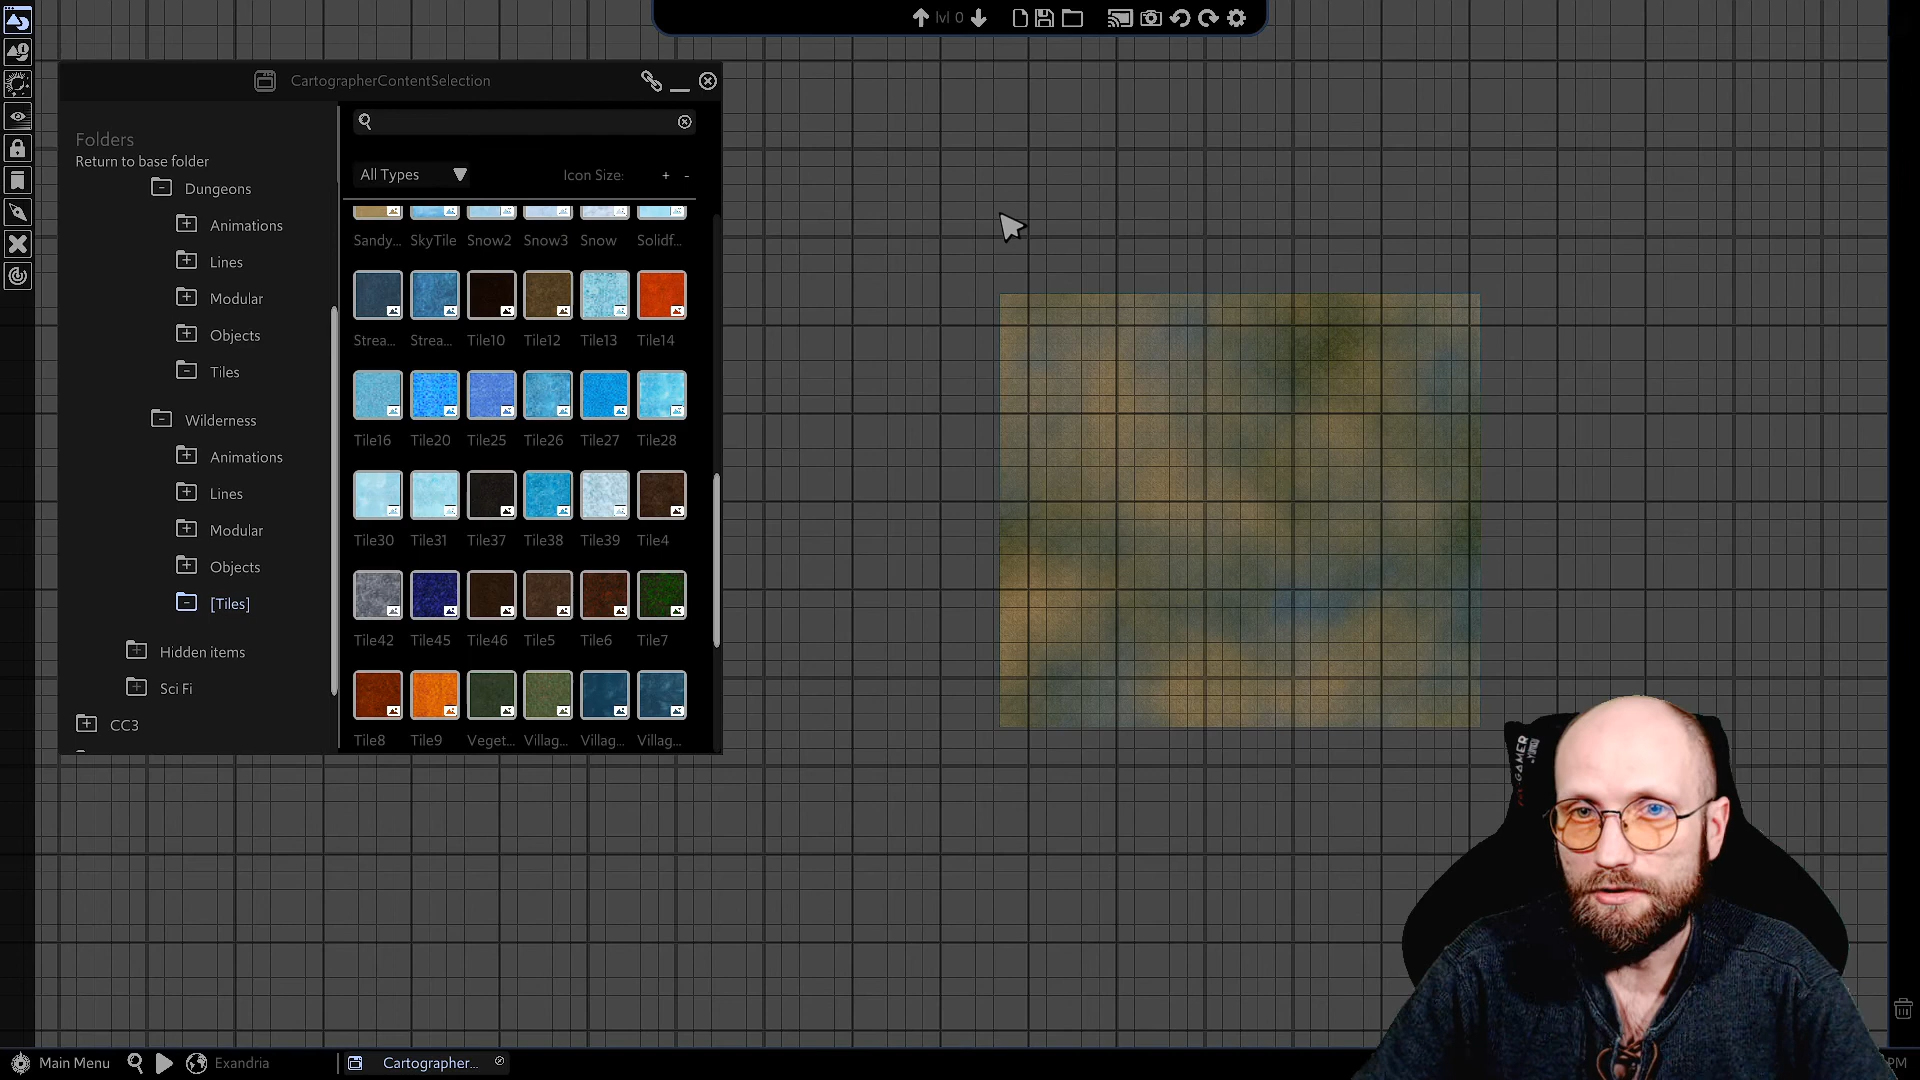 lvl 0
CartographerContentSelection
Folders
Return to base folder
Dungeons
Animations
Lines
Modular
Objects
Tiles
Wilderness
Animations
Lines
Modular
Objects
[Tiles]
Hidden items
Sci Fi
CC3
All Types
Icon Size: + -
Sandy... SkyTile Snow2 Snow3 Snow Solidf...
Strea... Strea... Tile10 Tile12 Tile13 Tile14
Tile16 Tile20 Tile25 Tile26 Tile27 Tile28
Tile30 Tile31 Tile37 Tile38 Tile39 Tile4
Tile42 Tile45 Tile46 Tile5 Tile6 Tile7
Tile8 Tile9 Veget... Villag... Villag... Villag...
GAMER
Main Menu Exandria Cartographer... PM